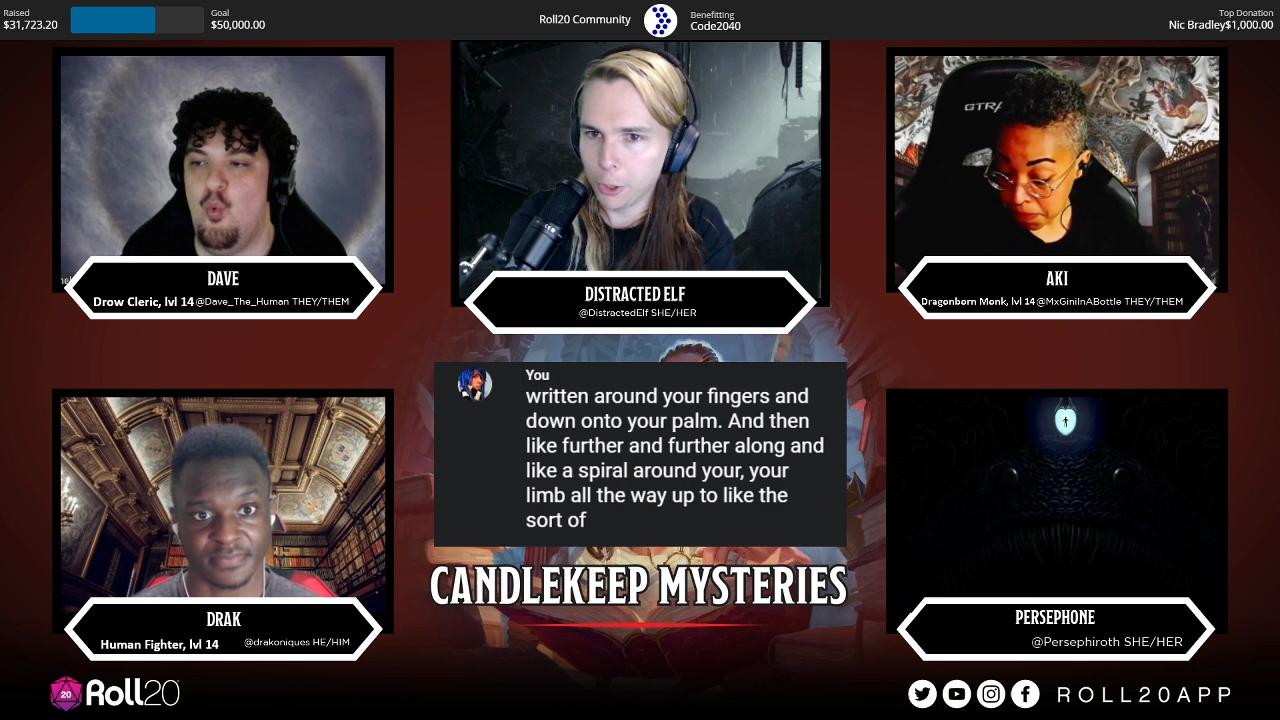 Raised
$31,723.20
Goal
$50,000.00
Roll20 Community
Benefitting
Code2040
Top Donation
Nic Bradley$1,000.00
GTRA
DAVE
Drow Cleric, lvl 14 @Dave_The_Human THEY/THEM
DISTRACTED ELF
@DistractedElf SHE/HER
AKI
Dragonborn Monk, lvl 14 @MxGiniInABottle THEY/THEM
You
written around your fingers and
down onto your palm. And then
like further and further along and
like a spiral around your, your
limb all the way up to like the
sort of
CANDLEKEEP MYSTERIES
DRAK
Human Fighter, lvl 14 @drakoniques HE/HIM
PERSEPHONE
@Persephiroth SHE/HER
20 Roll20
ROLL20APP